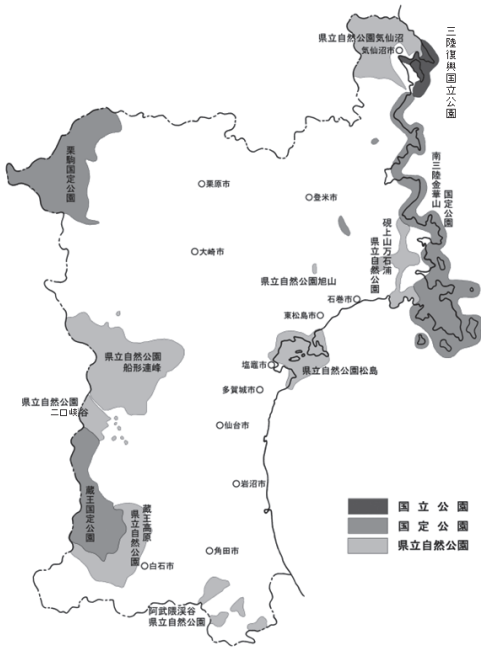 県立自然公園気仙沼
気仙沼市
三陸復興国立公園
栗駒国定公園
栗原市
登米市
南三陸金華山
国定公園
硯上山万石浦
県立自然公園
大崎市
県立自然公園旭山
石巻市
東松島市
県立自然公園
船形連峰
塩竈市
県立自然公園松島
多賀城市
県立自然公園
二口峡谷
仙台市
岩沼市
蔵王国定公園
蔵王高原
県立自然公園
角田市
白石市
阿武隈渓谷
県立自然公園
国立公園
国定公園
県立自然公園